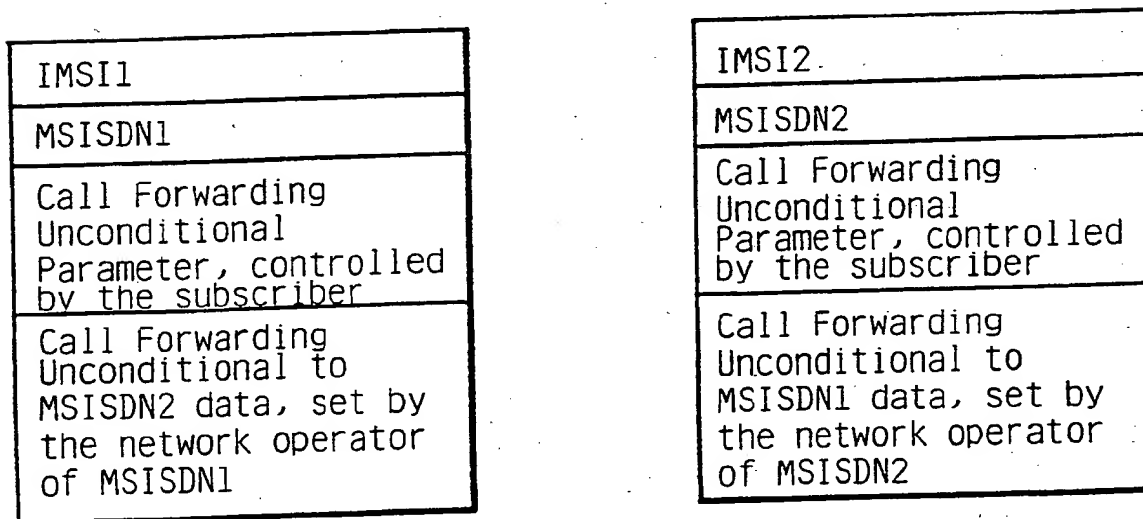 IMSI1
MSISDN1
Call Forwarding
Unconditional
Parameter, controlled
by the subscriber
Call Forwarding
Unconditional to
MSISDN2 data, set by
the network operator
of MSISDN1
IMSI2
MSISDN2
Call Forwarding
Unconditional
Parameter, controlled
by the subscriber
Call Forwarding
Unconditional to
MSISDN1 data, set by
the network operator
of MSISDN2